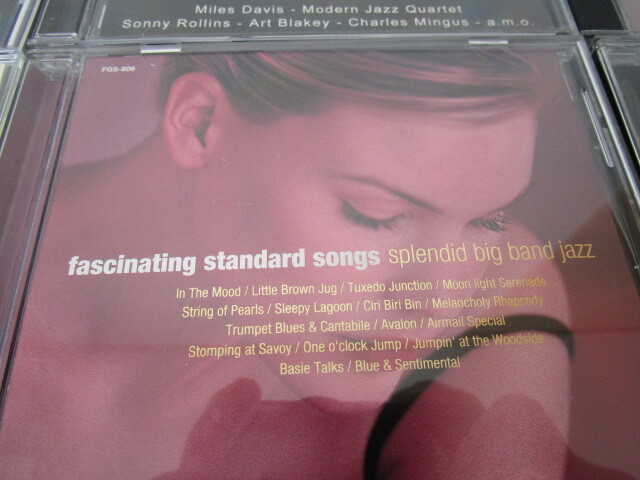 Miles Davis - Modern Jazz Quartet
Sonny Rollins - Art Blakey - Charles Mingus - a.m.o.
FGS-809
fascinating standard songs splendid big band jazz
In The Mood / Little Brown Jug / Tuxedo Junction / Moon light Serenade
String of Pearls / Sleepy Lagoon / Ciri Biri Bin / Melancholy Rhapsody
Trumpet Blues & Cantabile / Avalon / Airmail Special
Stomping at Savoy / One o'clock Jump / Jumpin' at the Woodside
Basie Talks / Blue & Sentimental